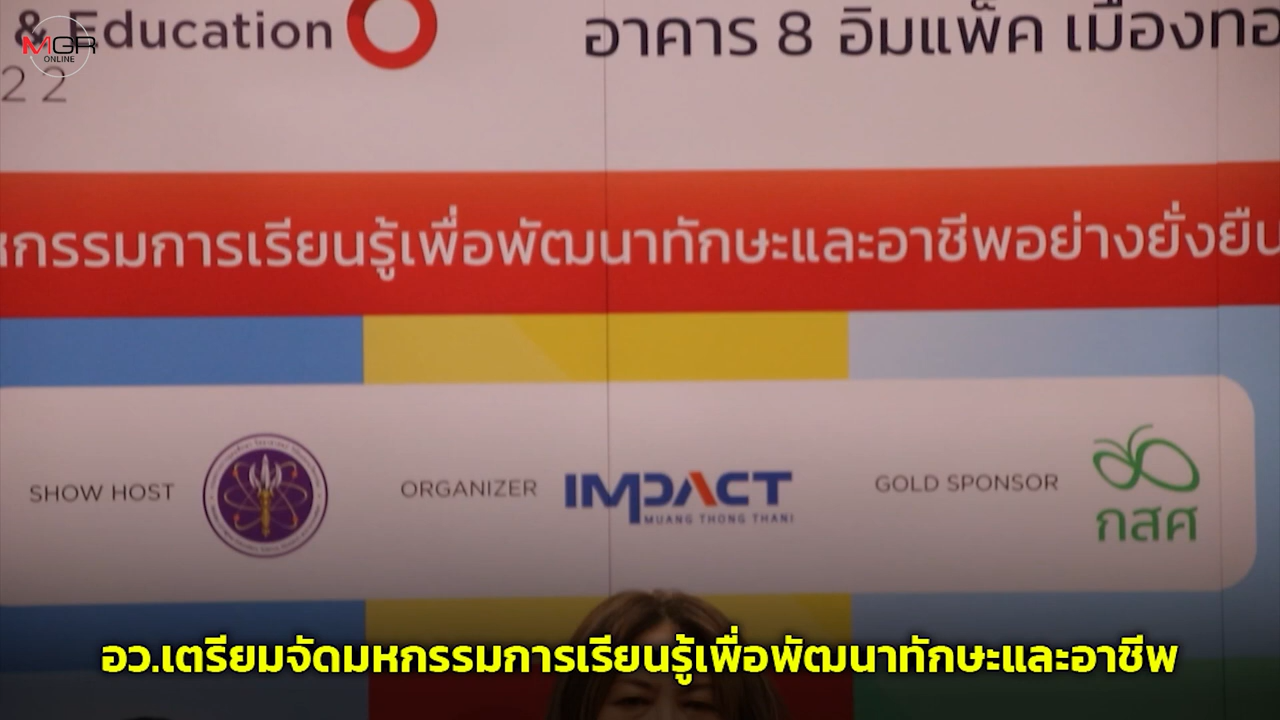 & Education
22
อาคาร 8 อิมแพ็ค เมืองทอ
MGR
ONLINE
หกรรมการเรียนรู้เพื่อพัฒนาทักษะและอาชีพอย่างยั่งยืน
SHOW HOST
ORGANIZER
IMPACT
MUANG THONG THANI
GOLD SPONSOR
กสศ
อว.เตรียมจัดมหกรรมการเรียนรู้เพื่อพัฒนาทักษะและอาชีพ